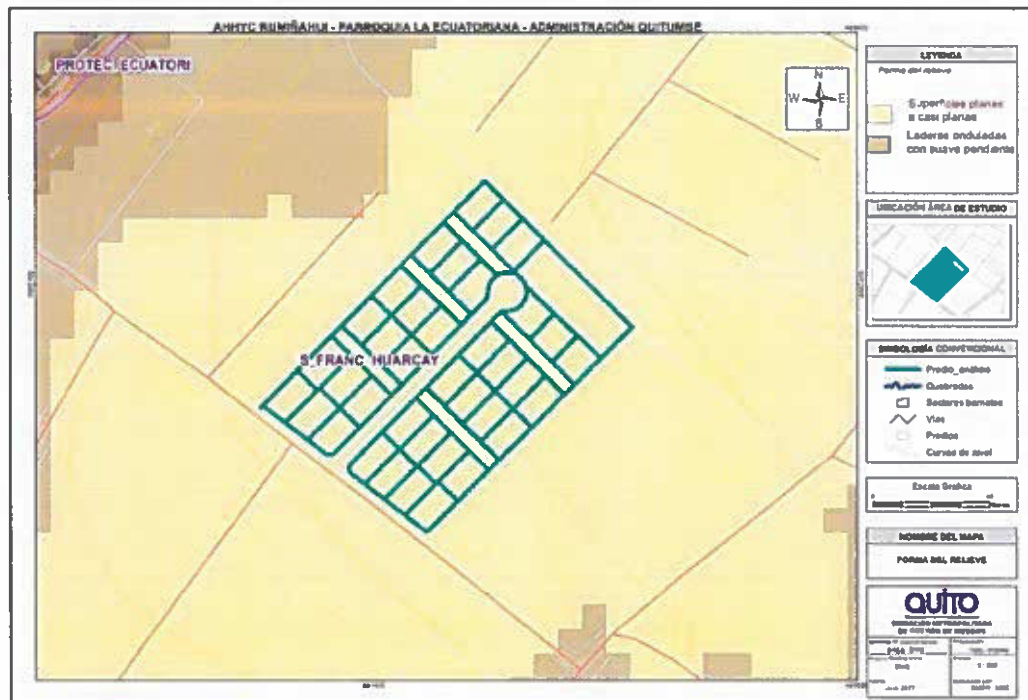 AHHYC RUMIÑAHUI - PARROQUIA LA ECUATORIANA - ADMINISTRACIÓN QUITUMBE
PROTEC ECUATORI
N
W E
S
S_FRANC_HUARCAY
LEYENDA
Forma del relieve
Superficies planas
a casi planas
Laderas onduladas
con suave pendiente
UBICACIÓN ÁREA DE ESTUDIO
SIMBOLOGÍA CONVENCIONAL
Predio_análisis
Quebradas
Sectores barriales
Vías
Predios
Curvas de nivel
Escala Gráfica
NOMBRE DEL MAPA
FORMA DEL RELIEVE
QUITO